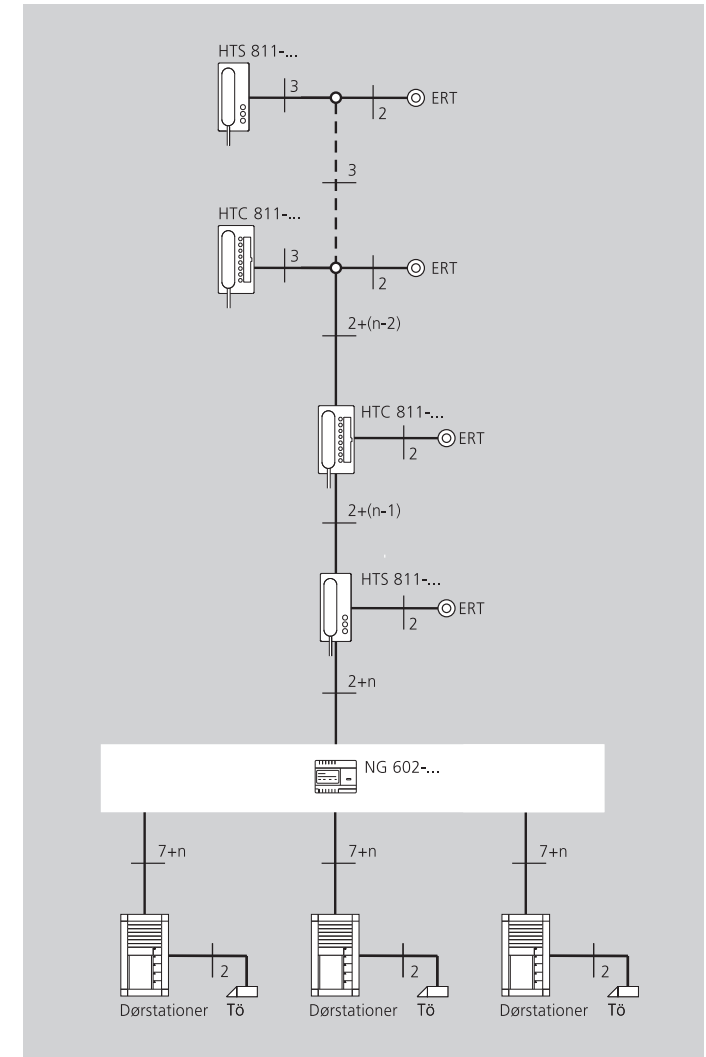 HTS 811-...
3
2
ERT
3
HTC 811-...
3
2
ERT
2+(n-2)
HTC 811-...
2
ERT
2+(n-1)
HTS 811-...
2
ERT
2+n
NG 602-...
7+n
7+n
7+n
2
2
2
Dørstationer Tö
Dørstationer Tö
Dørstationer Tö